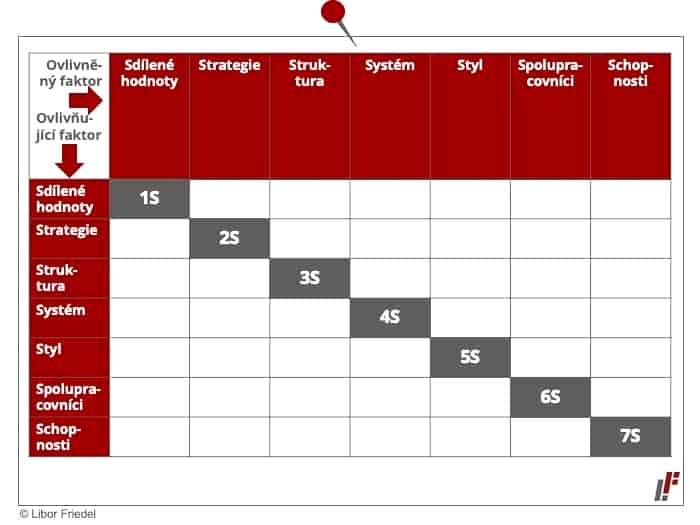 Ovlivně-
ný faktor
Ovlivňu-
jící faktor
Sdílené
hodnoty
Strategie
Struk-
tura
Systém
Styl
Spolupra-
covníci
Schop-
nosti
Sdílené
hodnoty
1S
Strategie
2S
Struk-
tura
3S
Systém
4S
Styl
5S
Spolupra-
covníci
6S
Schop-
nosti
7S
© Libor Friedel